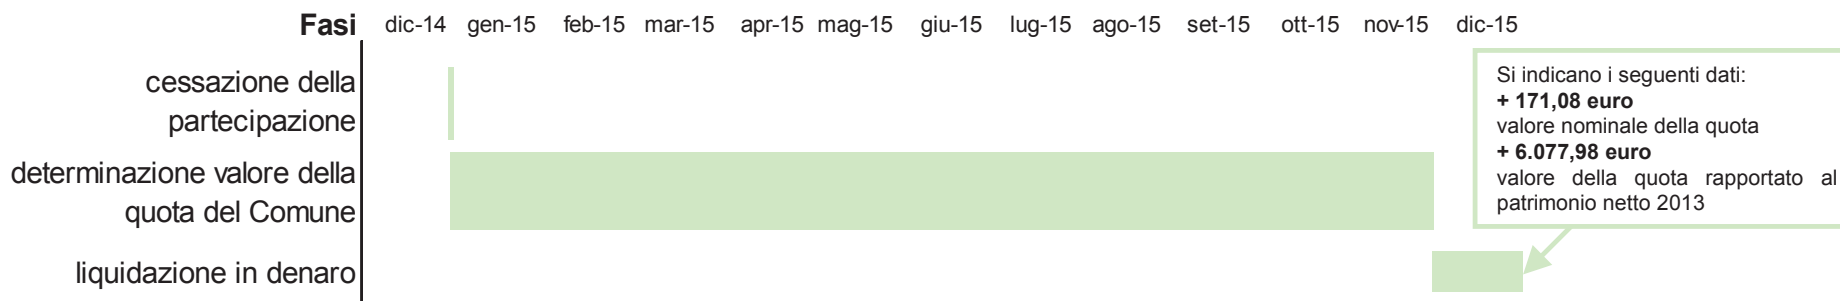 Fasi dic-14 gen-15 feb-15 mar-15 apr-15 mag-15 giu-15 lug-15 ago-15 set-15 ott-15 nov-15 dic-15
cessazione della
partecipazione
determinazione valore della
quota del Comune
liquidazione in denaro
Si indicano i seguenti dati:
+ 171,08 euro
valore nominale della quota
+ 6.077,98 euro
valore della quota rapportato al
patrimonio netto 2013